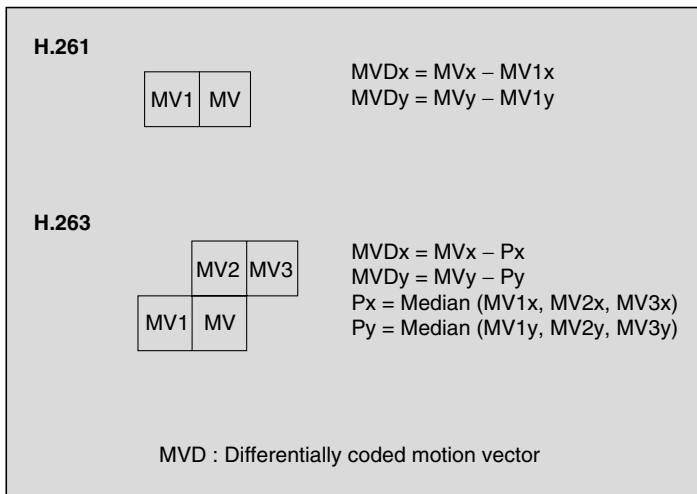 H.261
MV1 MV
MVDx = MVx – MV1x
MVDy = MVy – MV1y
H.263
MV2 MV3
MV1 MV
MVDx = MVx – Px
MVDy = MVy – Py
Px = Median (MV1x, MV2x, MV3x)
Py = Median (MV1y, MV2y, MV3y)
MVD : Differentially coded motion vector